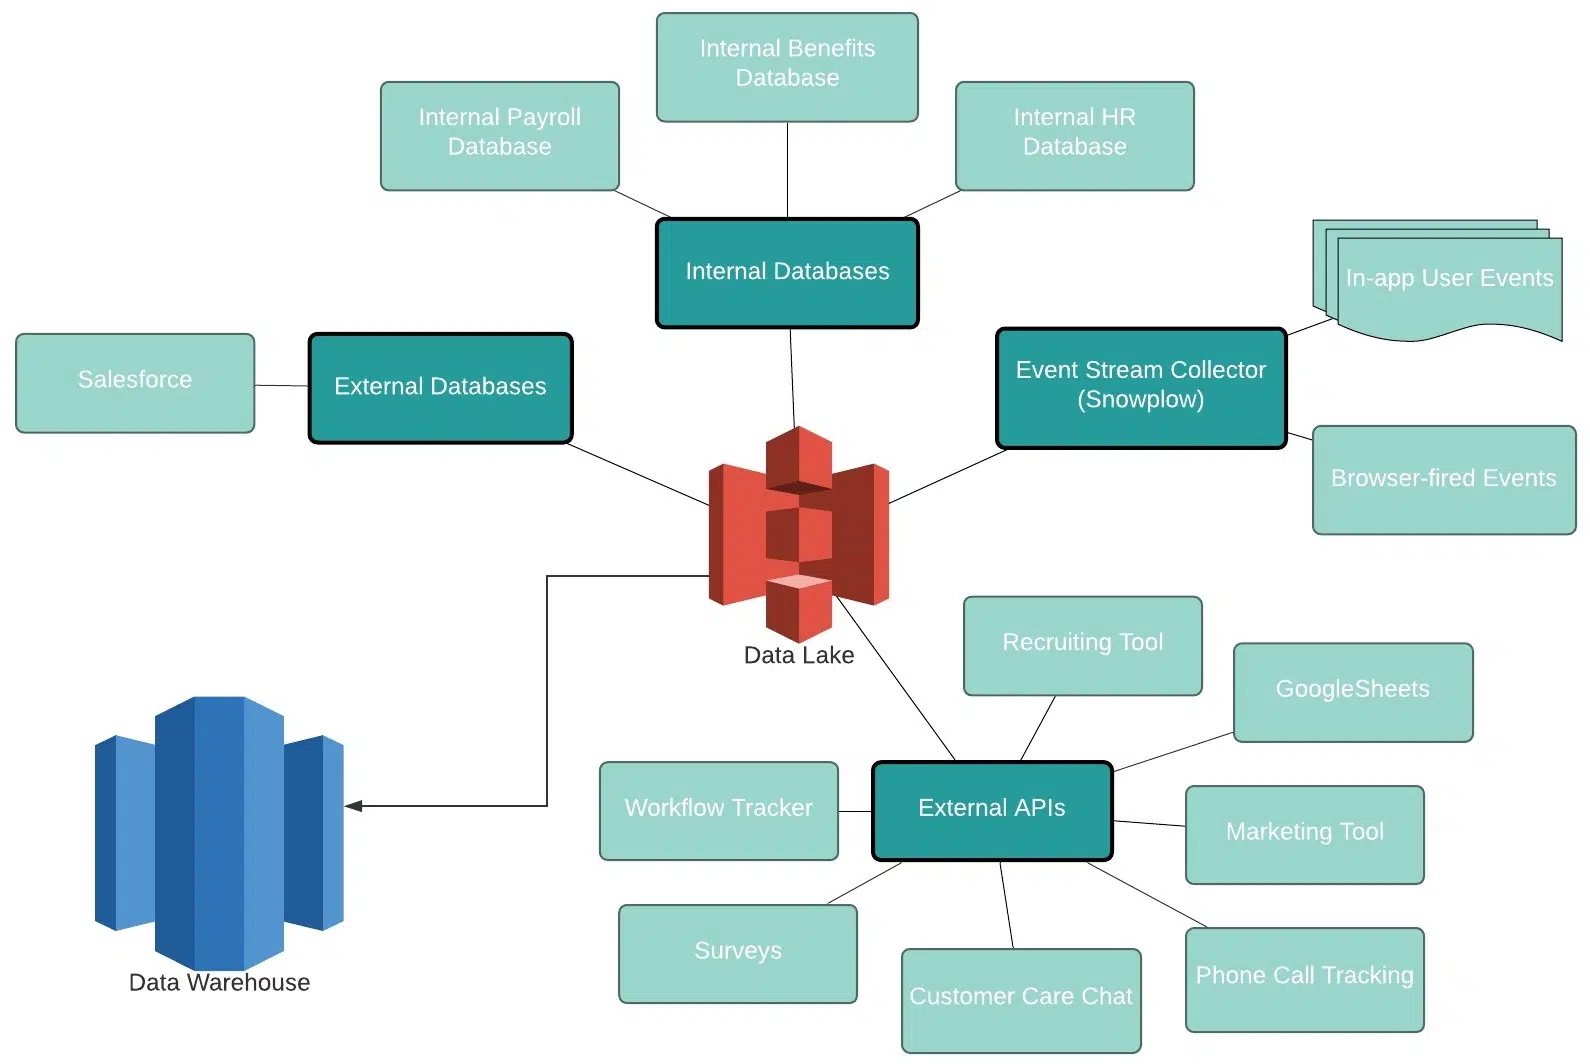 Internal Benefits
Database
Internal Payroll
Database
Internal HR
Database
Internal Databases
In-app User Events
Salesforce
External Databases
Event Stream Collector
(Snowplow)
Browser-fired Events
Data Lake
Recruiting Tool
GoogleSheets
Workflow Tracker
External APIs
Marketing Tool
Surveys
Customer Care Chat
Phone Call Tracking
Data Warehouse